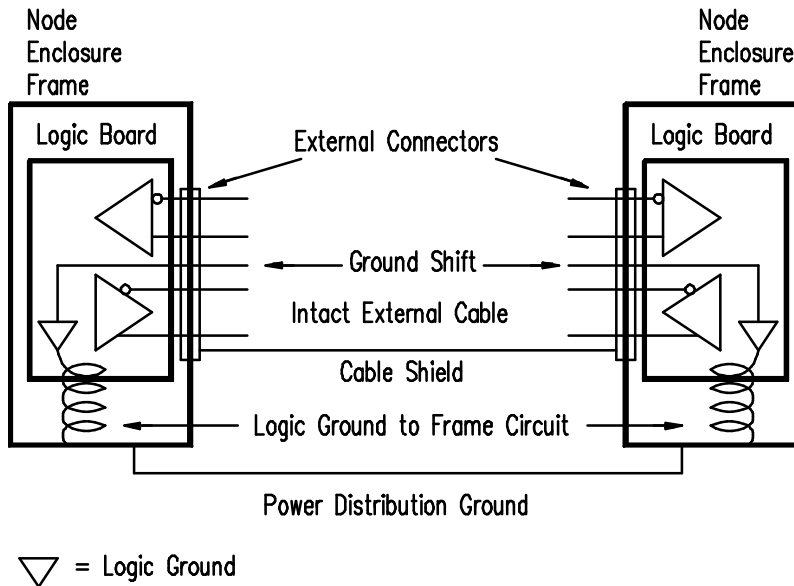 Node
Enclosure
Frame
Node
Enclosure
Frame
Logic Board
Logic Board
External Connectors
Ground Shift
Intact External Cable
Cable Shield
Logic Ground to Frame Circuit
Power Distribution Ground
= Logic Ground